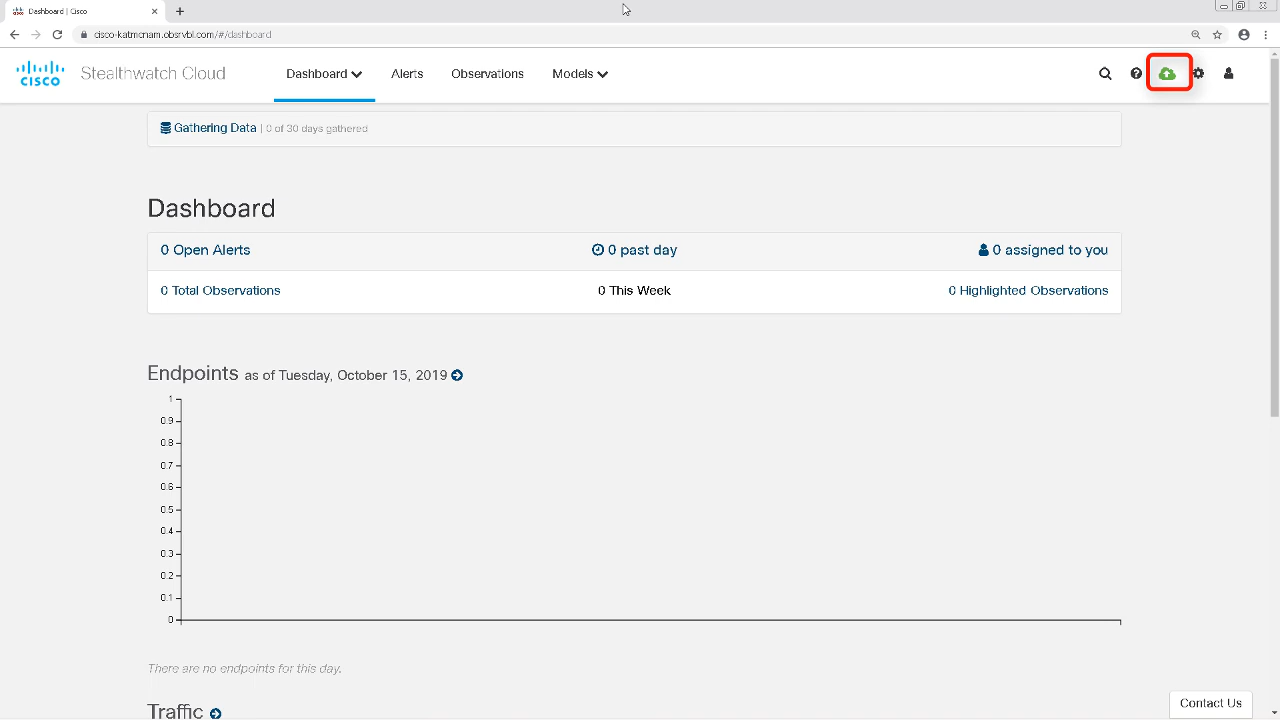 Dashboard | Cisco
cisco-katmcnam.obsrvbl.com/#/dashboard
CISCO Stealthwatch Cloud Dashboard Alerts Observations Models
Gathering Data | 0 of 30 days gathered
Dashboard
0 Open Alerts 0 past day 0 assigned to you
0 Total Observations 0 This Week 0 Highlighted Observations
Endpoints as of Tuesday, October 15, 2019
1
0.9
0.8
0.7
0.6
0.5
0.4
0.3
0.2
0.1
0
There are no endpoints for this day.
Traffic
Contact Us